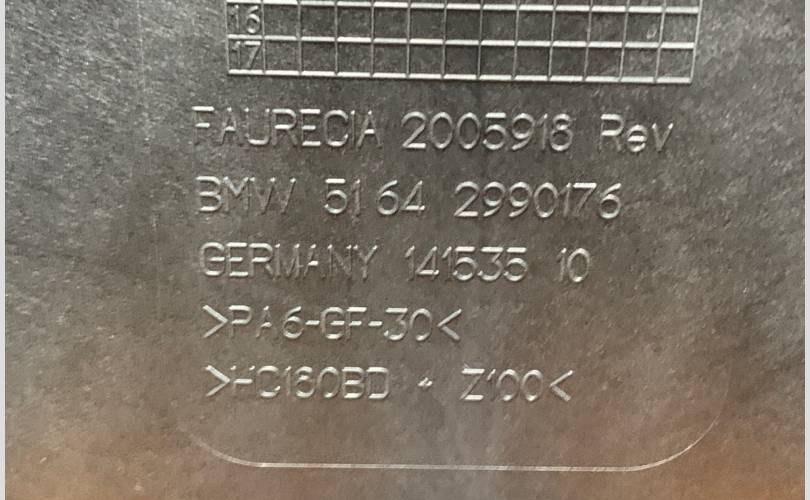 16
17
FAURECIA 2005918 Rev
BMW 51 64 2990176
GERMANY 141535 10
>PA6-GF-30<
>HC160BD + Z100<